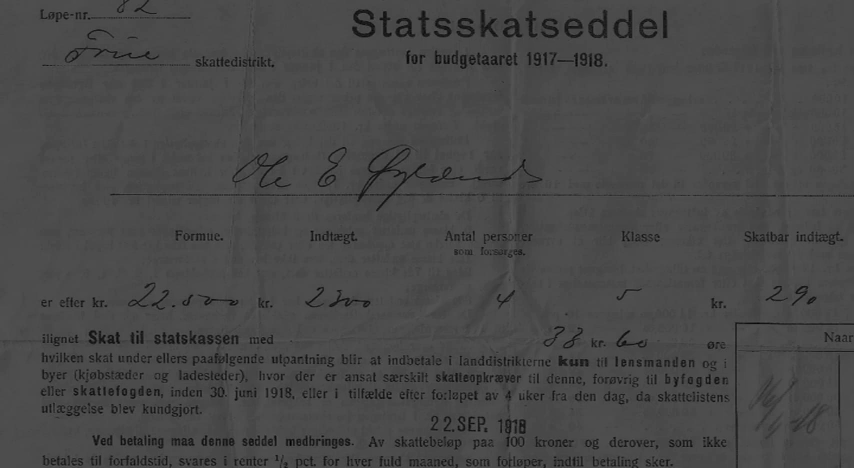 Løpe-nr. 82
Statsskatseddel
skattedistrikt.
for budgetaaret 1917—1918.
Ole E
Formue. Indtægt. Antal personer Klasse Skatbar indtægt.
som forsørges.
er efter kr. 22.500 kr. 2300 4 5 kr. 290
ilignet Skat til statskassen med 38 kr. 60 øre
Naar
hvilken skat under ellers paafølgende utpantning blir at indbetale i landdistrikterne kun til lensmanden og i
byer (kjøbstæder og ladesteder), hvor der er ansat særskilt skatteopkræver til denne, forøvrig til byfogden
eller skattefogden, inden 30. juni 1918, eller i tilfælde efter forløpet av 4 uker fra den dag, da skattelistens
utlæggelse blev kundgjort.
22. SEP. 1918
Ved betaling maa denne seddel medbringes. Av skattebeløp paa 100 kroner og derover, som ikke
betales til forfaldstid, svares i renter 1/2 pct. for hver fuld maaned, som forløper, indtil betaling sker.